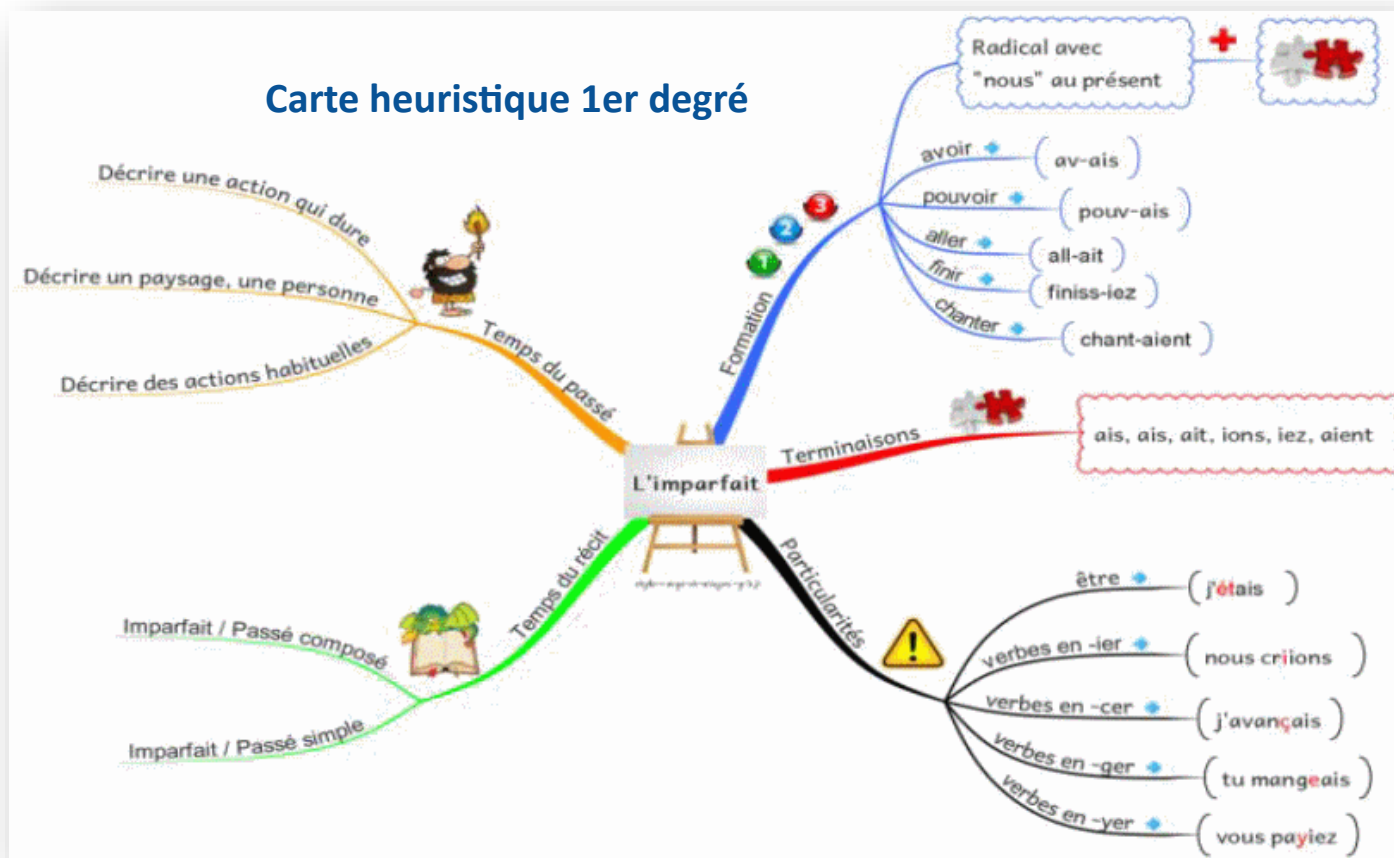 Carte heuristique 1er degré
L'imparfait
Formation
1
2
3
Radical avec
"nous" au présent
avoir
av-ais
pouvoir
pouv-ais
aller
all-ait
finir
finiss-iez
chanter
chant-aient
Terminaisons
ais, ais, ait, ions, iez, aient
Particularités
être
j'étais
verbes en -ier
nous criions
verbes en -cer
j'avançais
verbes en -ger
tu mangeais
verbes en -yer
vous payiez
Temps du passé
Décrire une action qui dure
Décrire un paysage, une personne
Décrire des actions habituelles
Temps du récit
Imparfait / Passé composé
Imparfait / Passé simple